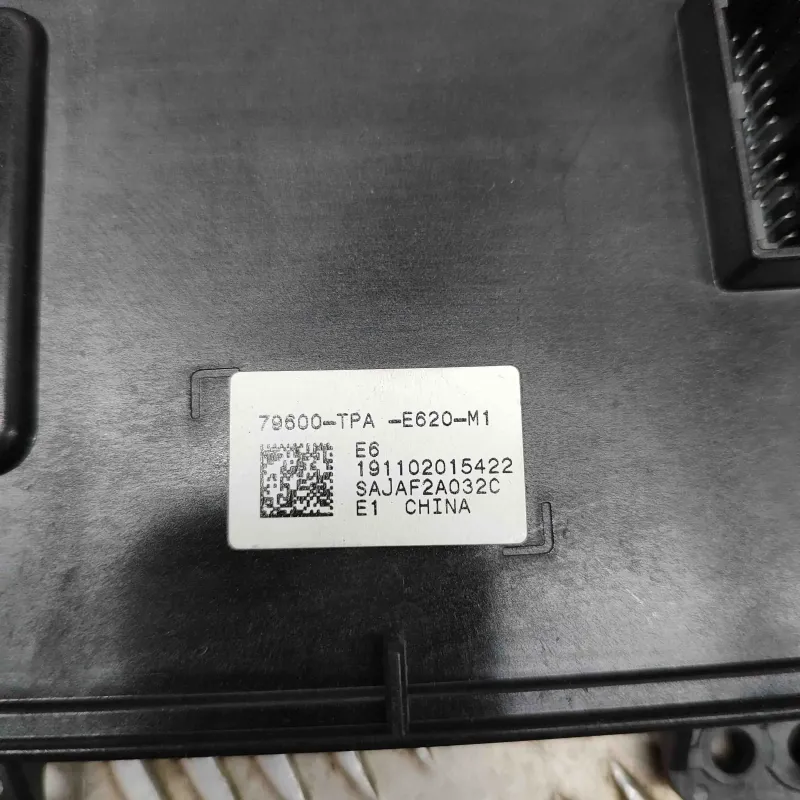 79600-TPA -E620-M1
E6
191102015422
SAJAF2A032C
E1 CHINA